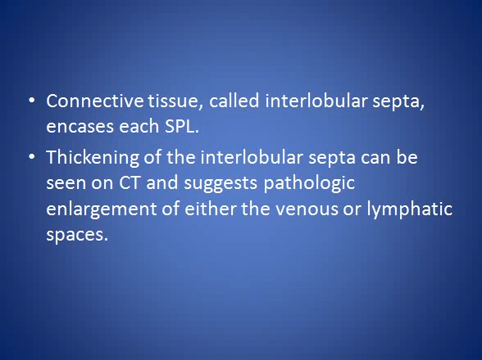 • Connective tissue, called interlobular septa,
encases each SPL.
• Thickening of the interlobular septa can be
seen on CT and suggests pathologic
enlargement of either the venous or lymphatic
spaces.